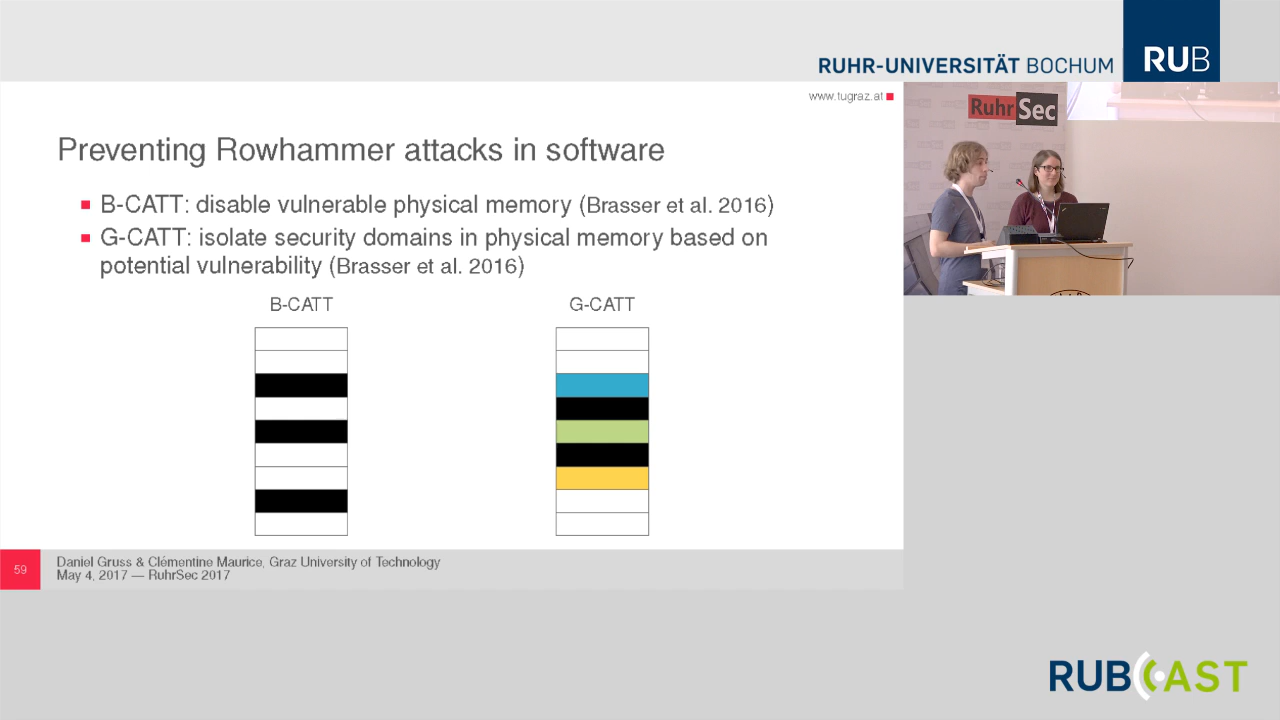 RUHR-UNIVERSITÄT BOCHUM
RUB
www.tugraz.at
RuhrSec
Preventing Rowhammer attacks in software
B-CATT: disable vulnerable physical memory (Brasser et al. 2016)
G-CATT: isolate security domains in physical memory based on
potential vulnerability (Brasser et al. 2016)
B-CATT
G-CATT
59
Daniel Gruss & Clémentine Maurice, Graz University of Technology
May 4, 2017 — RuhrSec 2017
RUBCAST